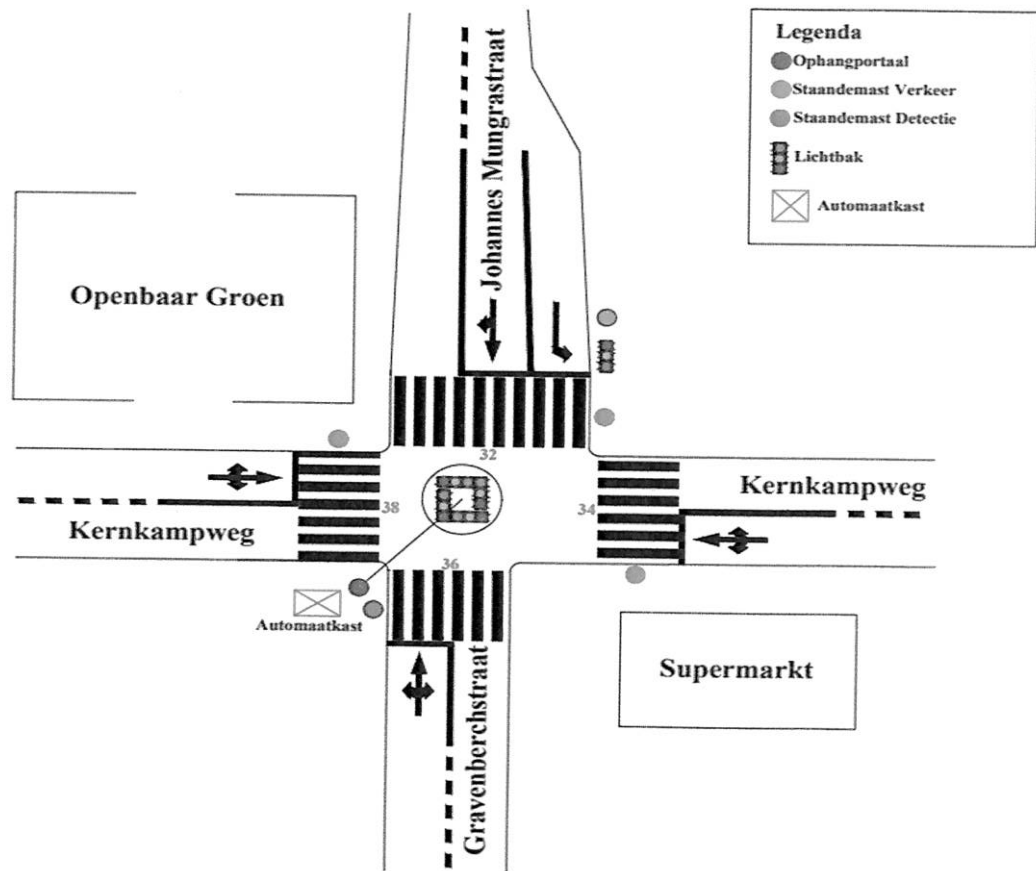 Legenda
Ophangportaal
Staandemast Verkeer
Staandemast Detectie
Lichtbak
Automaatkast
Johannes Mungrastraat
Openbaar Groen
32
Kernkampweg
38
34
Kernkampweg
36
Automaatkast
Gravenberchstraat
Supermarkt